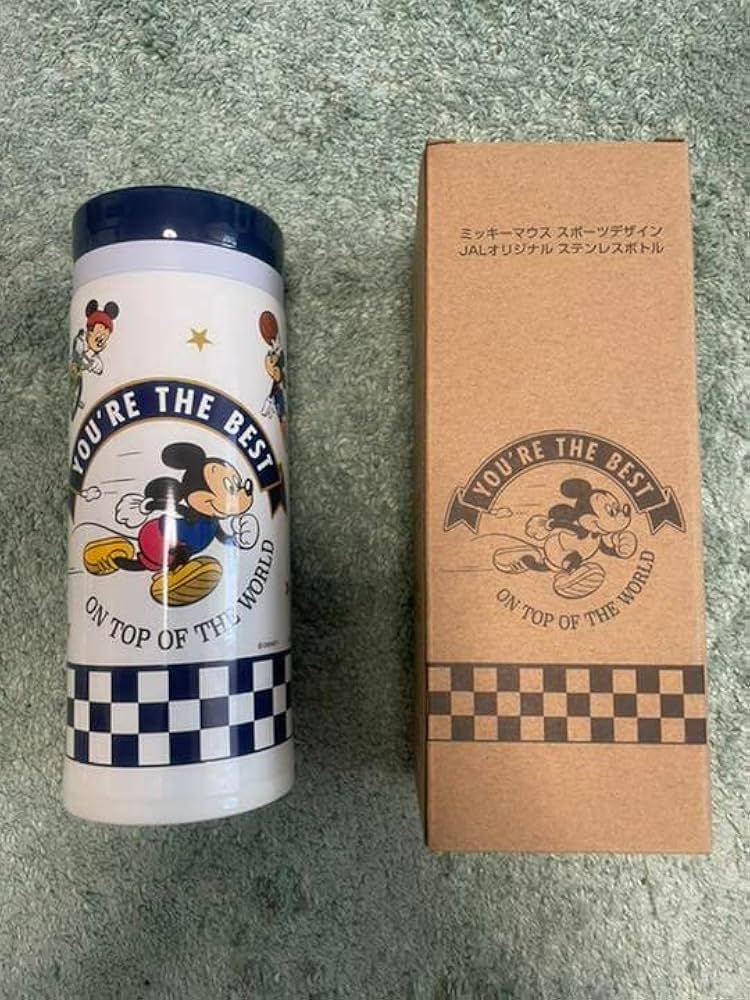 YOU'RE THE BEST
ON TOP OF THE WORLD
©DISNEY
ミッキーマウス スポーツデザイン
JALオリジナル ステンレスボトル
YOU'RE THE BEST
ON TOP OF THE WORLD